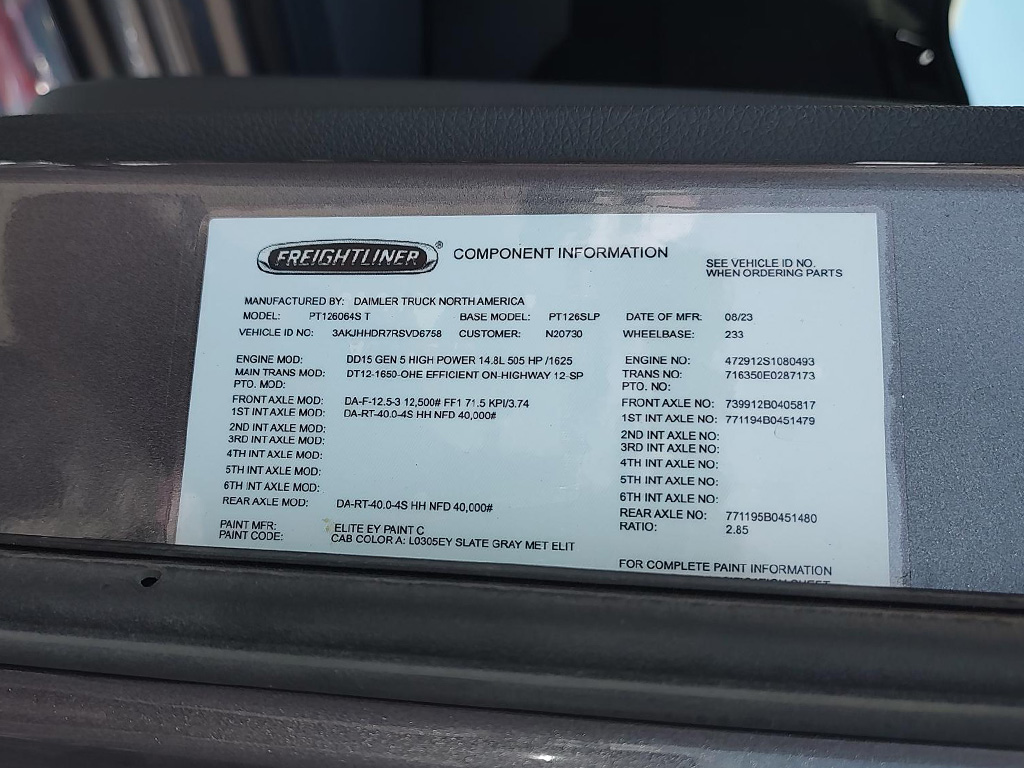 FREIGHTLINER ® COMPONENT INFORMATION
SEE VEHICLE ID NO.
WHEN ORDERING PARTS
MANUFACTURED BY: DAIMLER TRUCK NORTH AMERICA
MODEL: PT126064S T BASE MODEL: PT126SLP DATE OF MFR: 08/23
VEHICLE ID NO: 3AKJHHDR7RSVD6758 CUSTOMER: N20730 WHEELBASE: 233
ENGINE MOD: DD15 GEN 5 HIGH POWER 14.8L 505 HP /1625 ENGINE NO: 472912S1080493
MAIN TRANS MOD: DT12-1650-OHE EFFICIENT ON-HIGHWAY 12-SP TRANS NO: 716350E0287173
PTO. MOD: PTO. NO:
FRONT AXLE MOD: DA-F-12.5-3 12,500# FF1 71.5 KPI/3.74 FRONT AXLE NO: 739912B0405817
1ST INT AXLE MOD: DA-RT-40.0-4S HH NFD 40,000# 1ST INT AXLE NO: 771194B0451479
2ND INT AXLE MOD: 2ND INT AXLE NO:
3RD INT AXLE MOD: 3RD INT AXLE NO:
4TH INT AXLE MOD: 4TH INT AXLE NO:
5TH INT AXLE MOD: 5TH INT AXLE NO:
6TH INT AXLE MOD: 6TH INT AXLE NO:
REAR AXLE MOD: DA-RT-40.0-4S HH NFD 40,000# REAR AXLE NO: 771195B0451480
RATIO: 2.85
PAINT MFR: ELITE EY PAINT C
PAINT CODE: CAB COLOR A: L0305EY SLATE GRAY MET ELIT
FOR COMPLETE PAINT INFORMATION